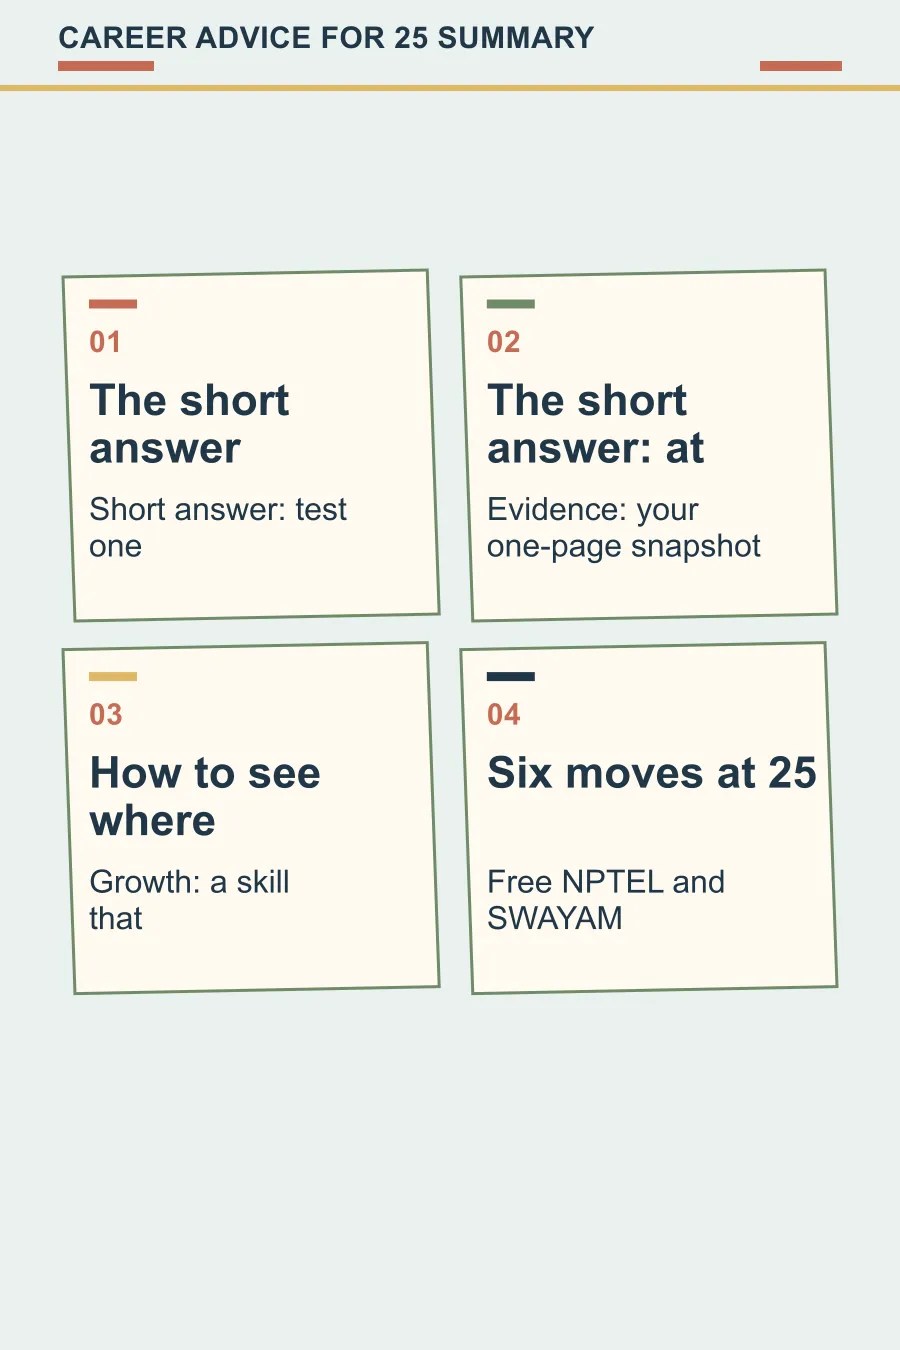 CAREER ADVICE FOR 25 SUMMARY
01
The short
answer
Short answer: test
one
02
The short
answer: at
Evidence: your
one-page snapshot
03
How to see
where
Growth: a skill
that
04
Six moves at 25
Free NPTEL and
SWAYAM